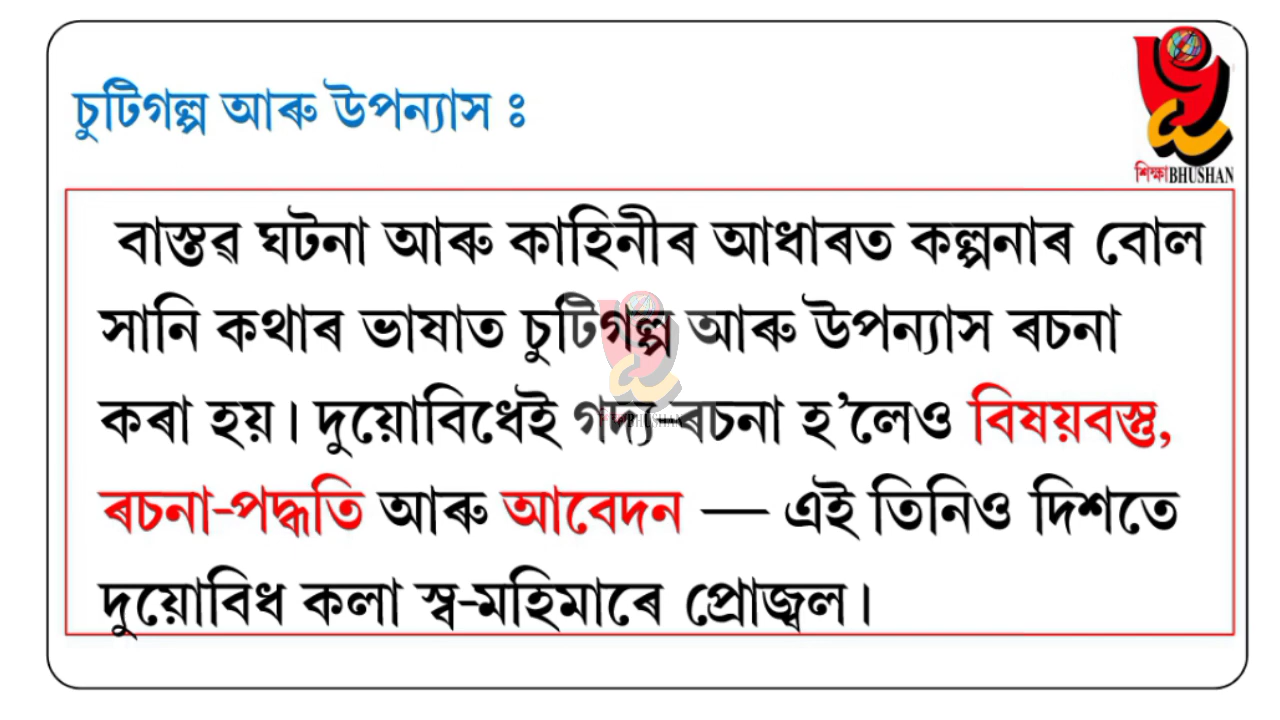 চুটিগল্প আৰু উপন্যাস ঃ
শিক্ষাBHUSHAN
বাস্তৱ ঘটনা আৰু কাহিনীৰ আধাৰত কল্পনাৰ বোল
সানি কথাৰ ভাষাত চুটিগল্প আৰু উপন্যাস ৰচনা
কৰা হয়। দুয়োবিধেই গদ্য ৰচনা হ’লেও বিষয়বস্তু,
ৰচনা-পদ্ধতি আৰু আবেদন — এই তিনিও দিশতে
দুয়োবিধ কলা স্ব-মহিমাৰে প্ৰোজ্বল।
শিক্ষাBHUSHAN